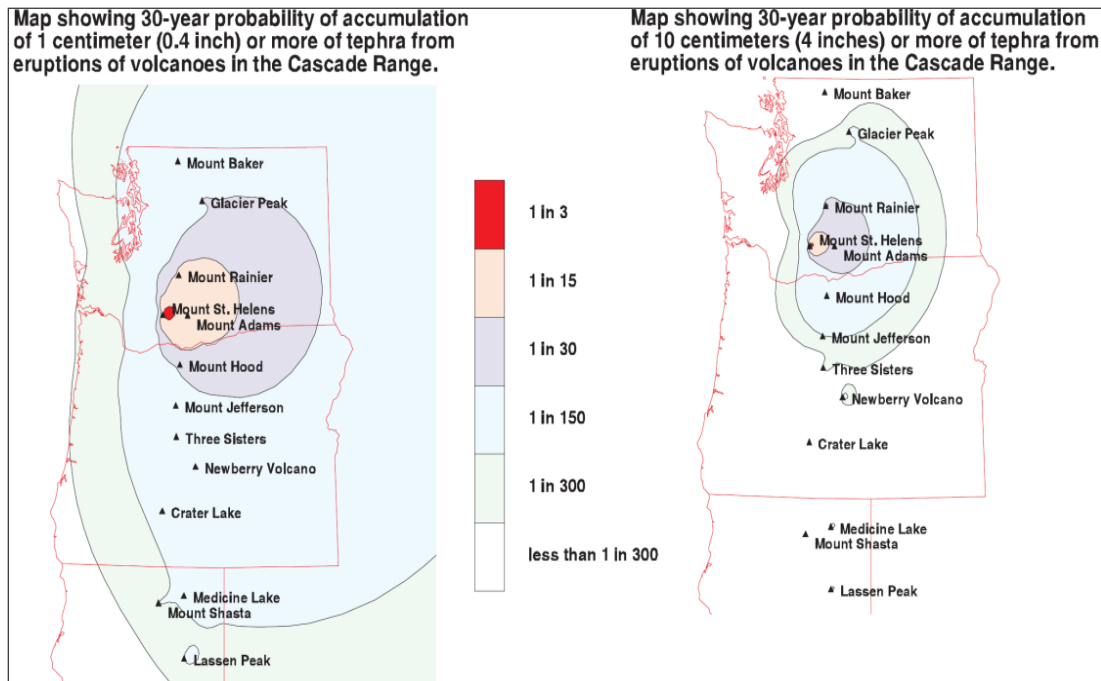 Map showing 30-year probability of accumulation
of 1 centimeter (0.4 inch) or more of tephra from
eruptions of volcanoes in the Cascade Range.
Mount Baker
Glacier Peak
Mount Rainier
Mount St. Helens
Mount Adams
Mount Hood
Mount Jefferson
Three Sisters
Newberry Volcano
Crater Lake
Medicine Lake
Mount Shasta
Lassen Peak
1 in 3
1 in 15
1 in 30
1 in 150
1 in 300
less than 1 in 300
Map showing 30-year probability of accumulation
of 10 centimeters (4 inches) or more of tephra from
eruptions of volcanoes in the Cascade Range.
Mount Baker
Glacier Peak
Mount Rainier
Mount St. Helens
Mount Adams
Mount Hood
Mount Jefferson
Three Sisters
Newberry Volcano
Crater Lake
Medicine Lake
Mount Shasta
Lassen Peak